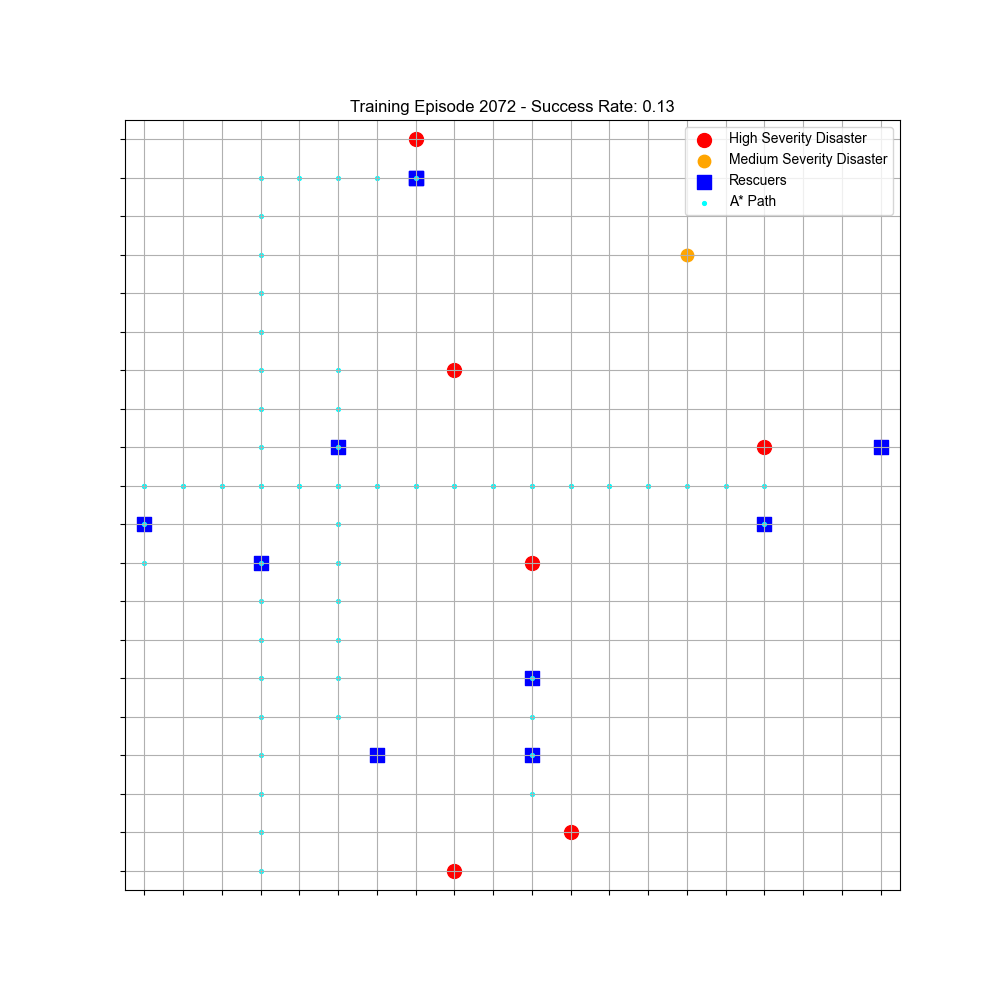 Training Episode 2072 - Success Rate: 0.13
High Severity Disaster
Medium Severity Disaster
Rescuers
A* Path